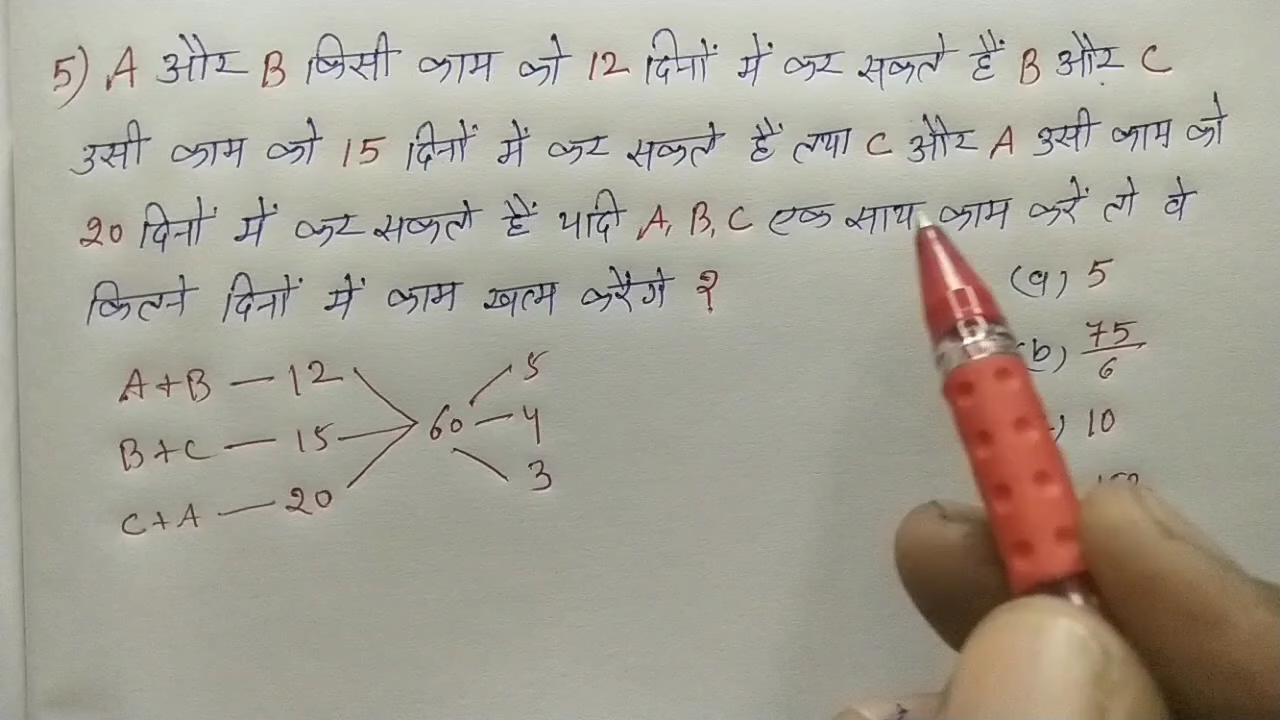 5) A और B किसी काम को 12 दिनों में कर सकते हैं B और C
उसी काम को 15 दिनों में कर सकते हैं तथा C और A उसी काम को
20 दिनों में कर सकते हैं यदि A, B, C एक साथ काम करें तो वे
कितने दिनों में काम खत्म करेंगे ?
(a) 5
b) 75/6
) 10
A+B — 12
B+C — 15
C+A — 20
60
5
4
3